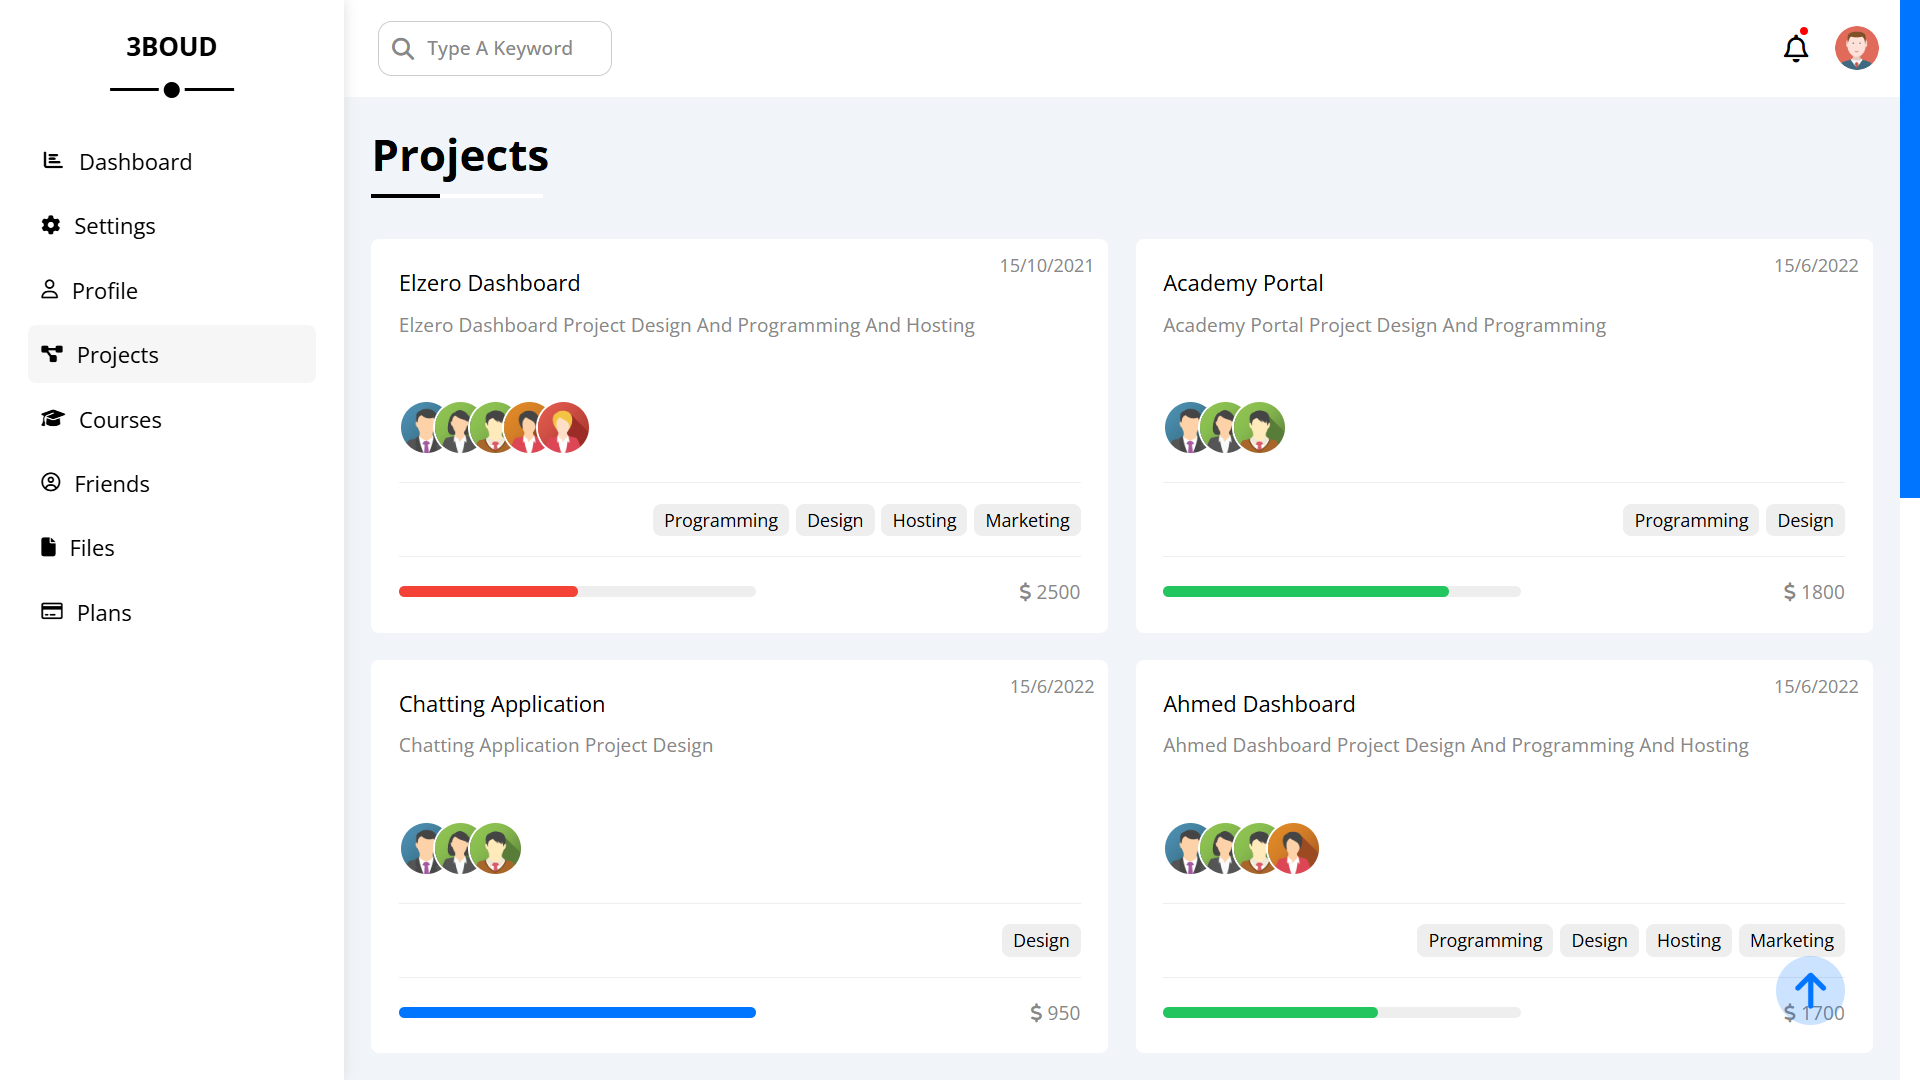 3BOUD
Dashboard
Settings
Profile
Projects
Courses
Friends
Files
Plans
Type A Keyword
Projects
15/10/2021
Elzero Dashboard
Elzero Dashboard Project Design And Programming And Hosting
Programming Design Hosting Marketing
$ 2500
15/6/2022
Academy Portal
Academy Portal Project Design And Programming
Programming Design
$ 1800
15/6/2022
Chatting Application
Chatting Application Project Design
Design
$ 950
15/6/2022
Ahmed Dashboard
Ahmed Dashboard Project Design And Programming And Hosting
Programming Design Hosting Marketing
$ 1700